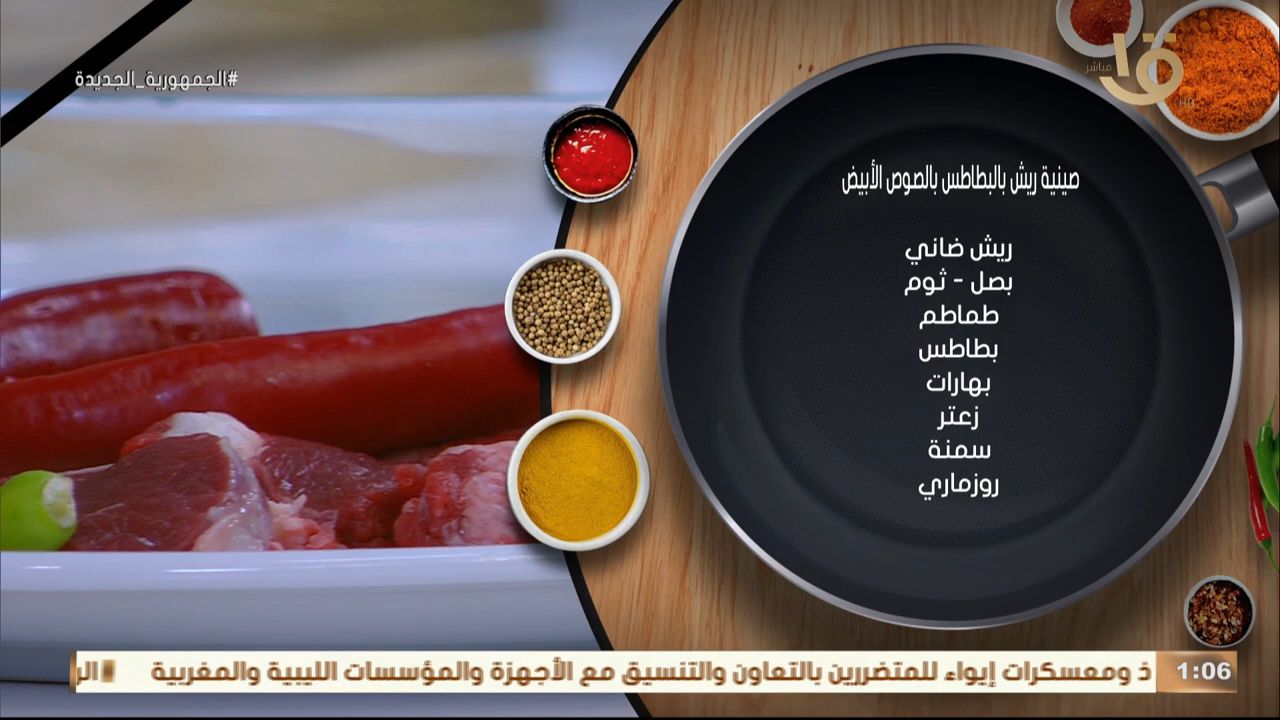 #الجمهورية_الجديدة
مباشر
HD
صينية ريش بالبطاطس بالصوص الأبيض
ريش ضاني
بصل - ثوم
طماطم
بطاطس
بهارات
زعتر
سمنة
روزماري
ذ ومعسكرات إيواء للمتضررين بالتعاون والتنسيق مع الأجهزة والمؤسسات الليبية والمغربية
1:06